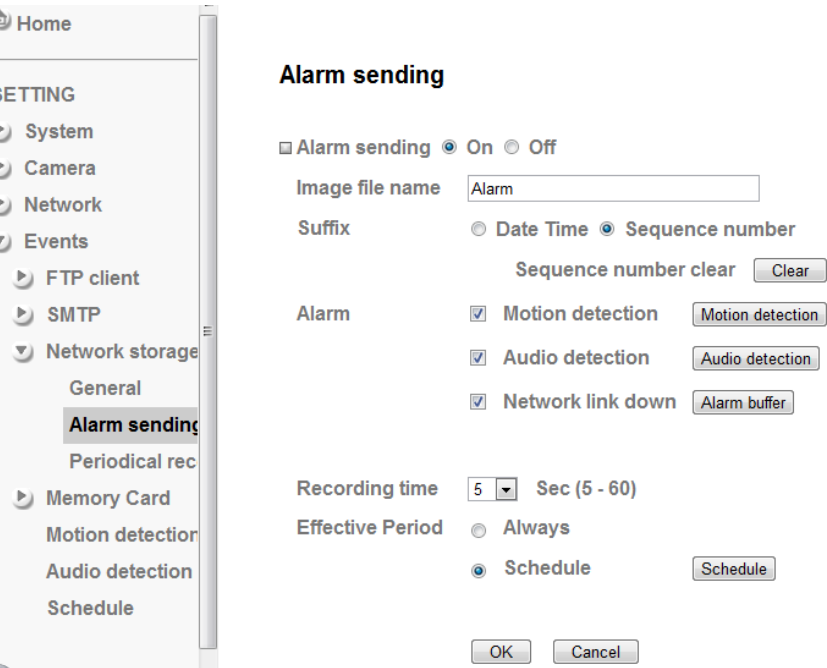 Home
SETTING
System
Camera
Network
Events
FTP client
SMTP
Network storage
General
Alarm sending
Periodical rec
Memory Card
Motion detection
Audio detection
Schedule
Alarm sending
Alarm sending On Off
Image file name Alarm
Suffix Date Time Sequence number
Sequence number clear Clear
Alarm Motion detection Motion detection
Audio detection Audio detection
Network link down Alarm buffer
Recording time 5 Sec (5 - 60)
Effective Period Always
Schedule Schedule
OK Cancel